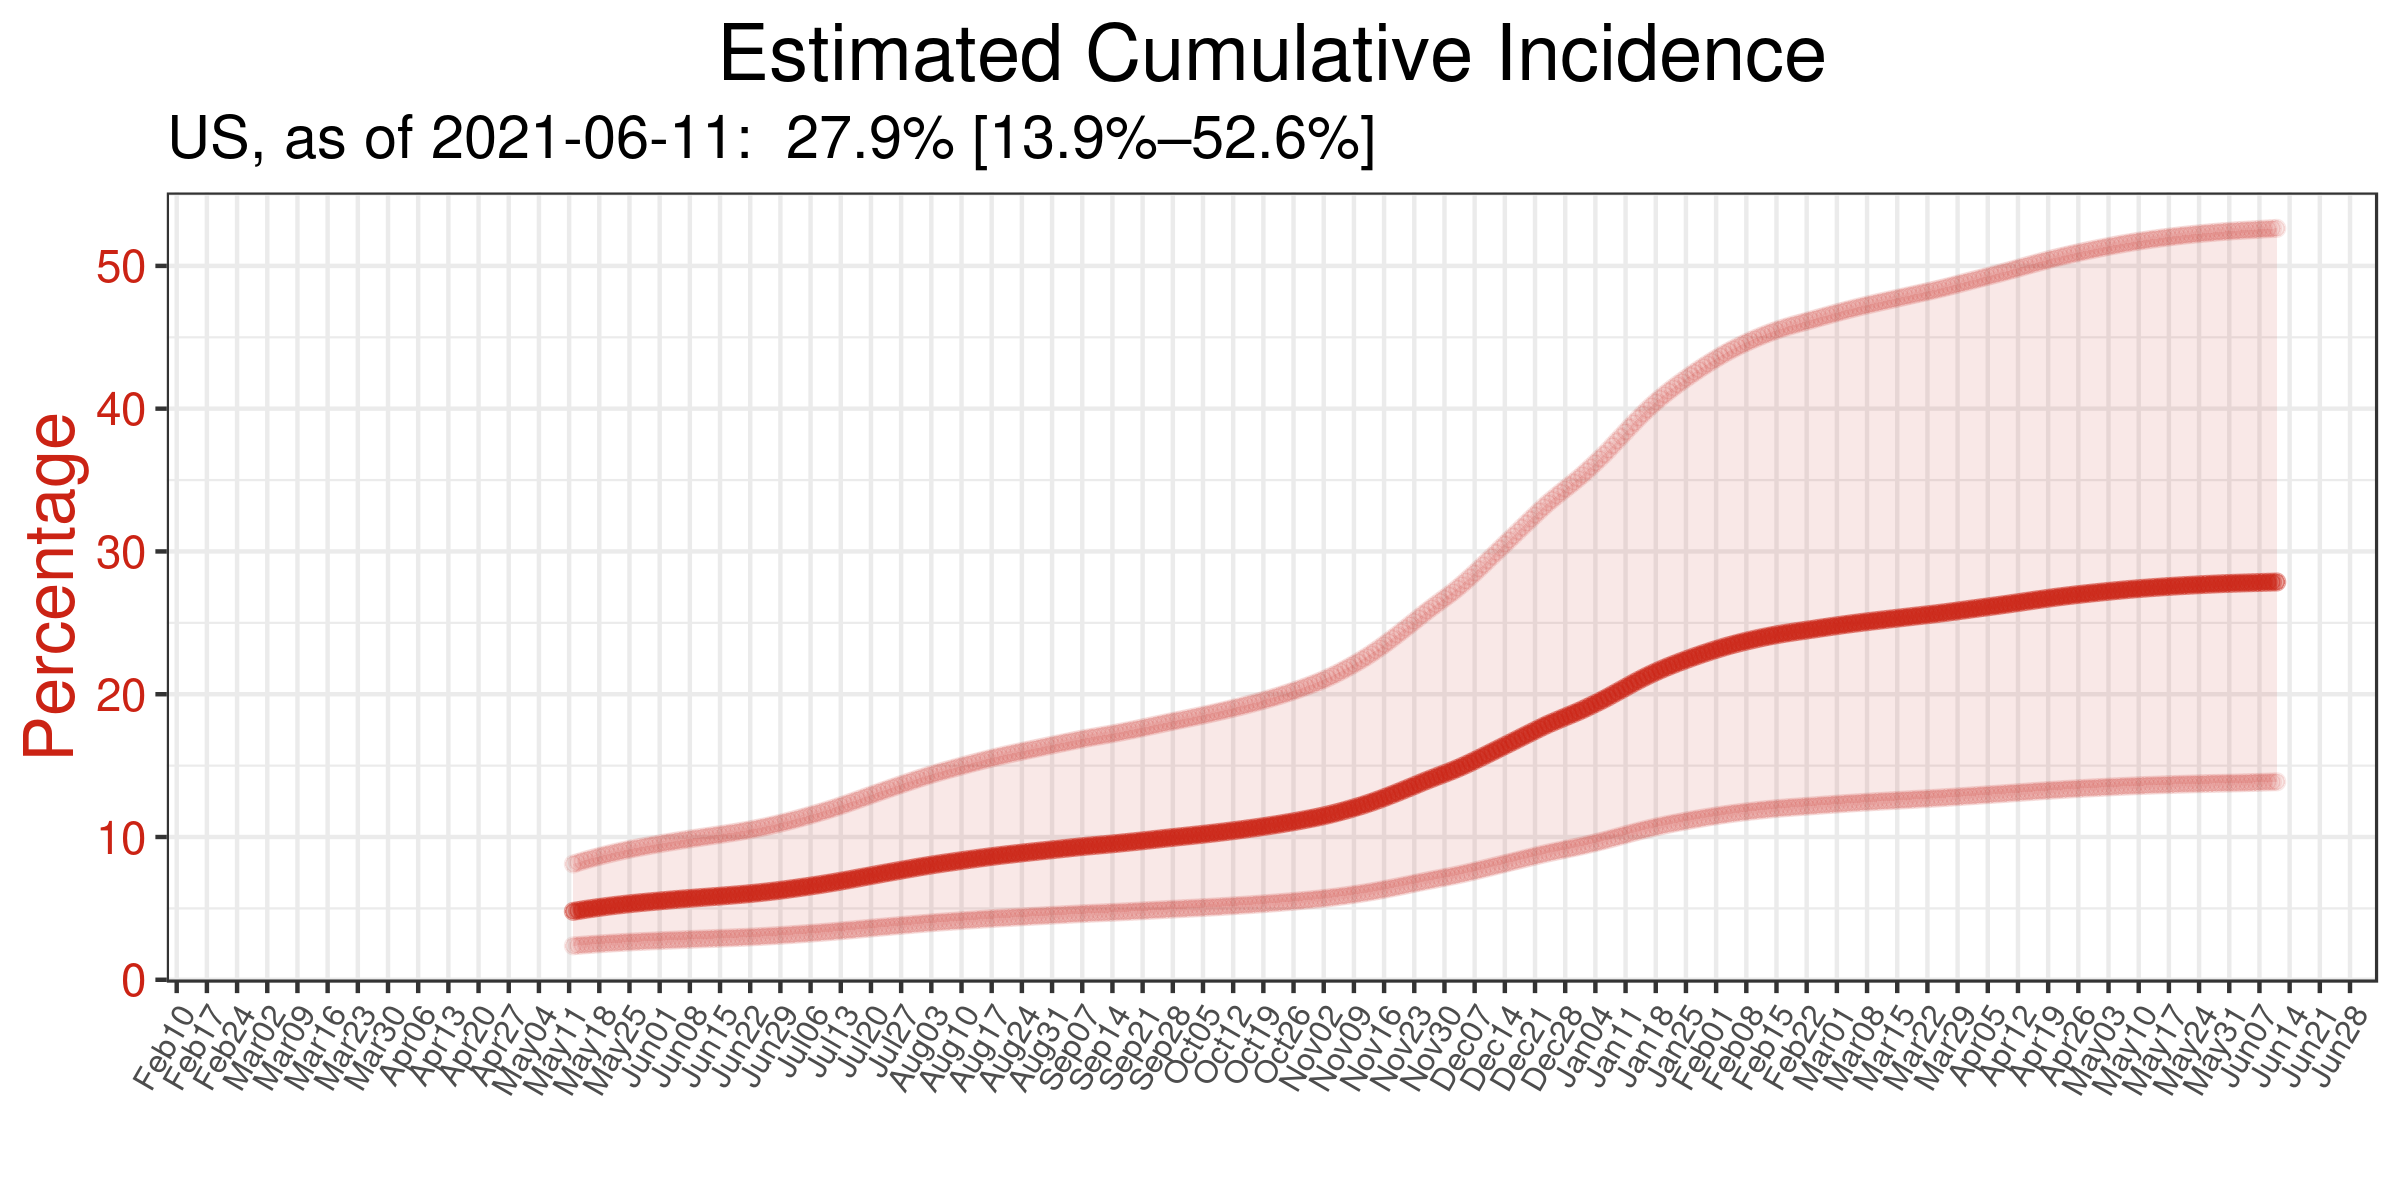 Estimated Cumulative Incidence
US, as of 2021-06-11:  27.9% [13.9%–52.6%]
Percentage
50
40
30
20
10
0
Feb10
Feb17
Feb24
Mar02
Mar09
Mar16
Mar23
Mar30
Apr06
Apr13
Apr20
Apr27
May04
May11
May18
May25
Jun01
Jun08
Jun15
Jun22
Jun29
Jul06
Jul13
Jul20
Jul27
Aug03
Aug10
Aug17
Aug24
Aug31
Sep07
Sep14
Sep21
Sep28
Oct05
Oct12
Oct19
Oct26
Nov02
Nov09
Nov16
Nov23
Nov30
Dec07
Dec14
Dec21
Dec28
Jan04
Jan11
Jan18
Jan25
Feb01
Feb08
Feb15
Feb22
Mar01
Mar08
Mar15
Mar22
Mar29
Apr05
Apr12
Apr19
Apr26
May03
May10
May17
May24
May31
Jun07
Jun14
Jun21
Jun28